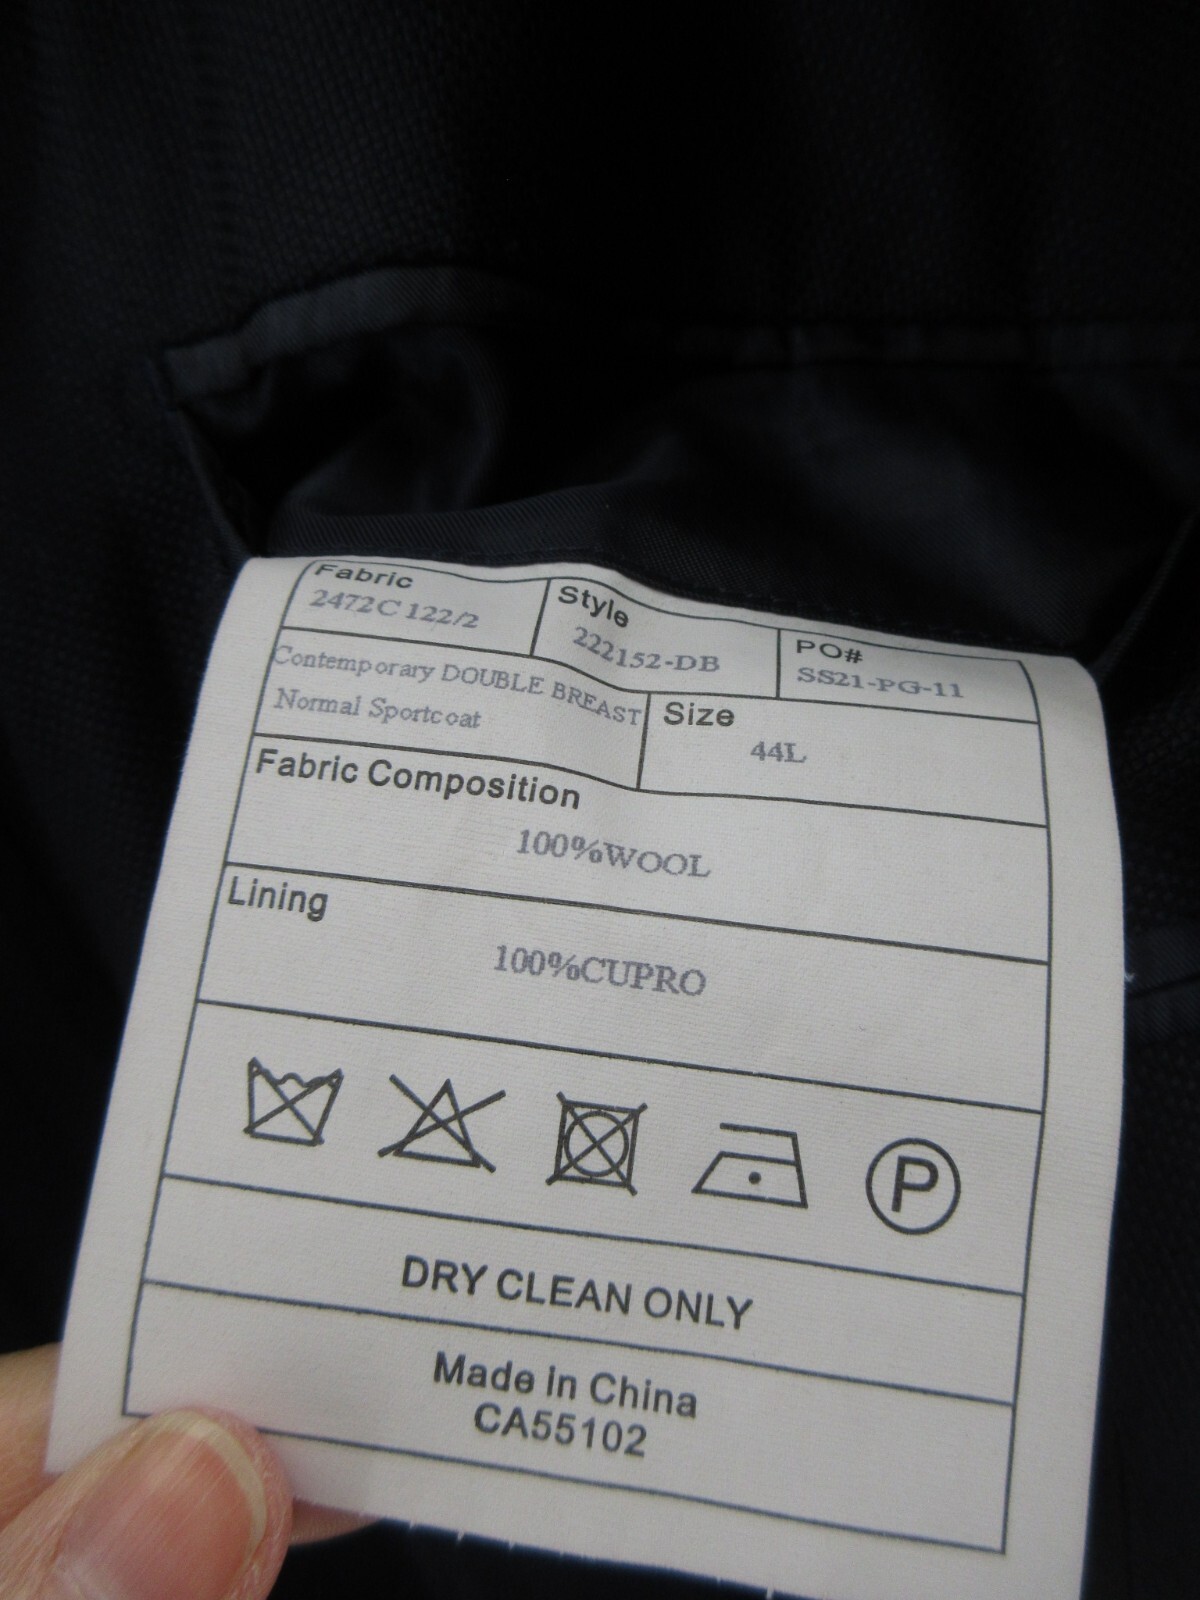 Fabric
2472C 122/2
Style
222152-DB
PO#
SS21-PG-11
Contemporary DOUBLE BREAST
Normal Sportcoat
Size
44L
Fabric Composition
100%WOOL
Lining
100%CUPRO
P
DRY CLEAN ONLY
Made in China
CA55102